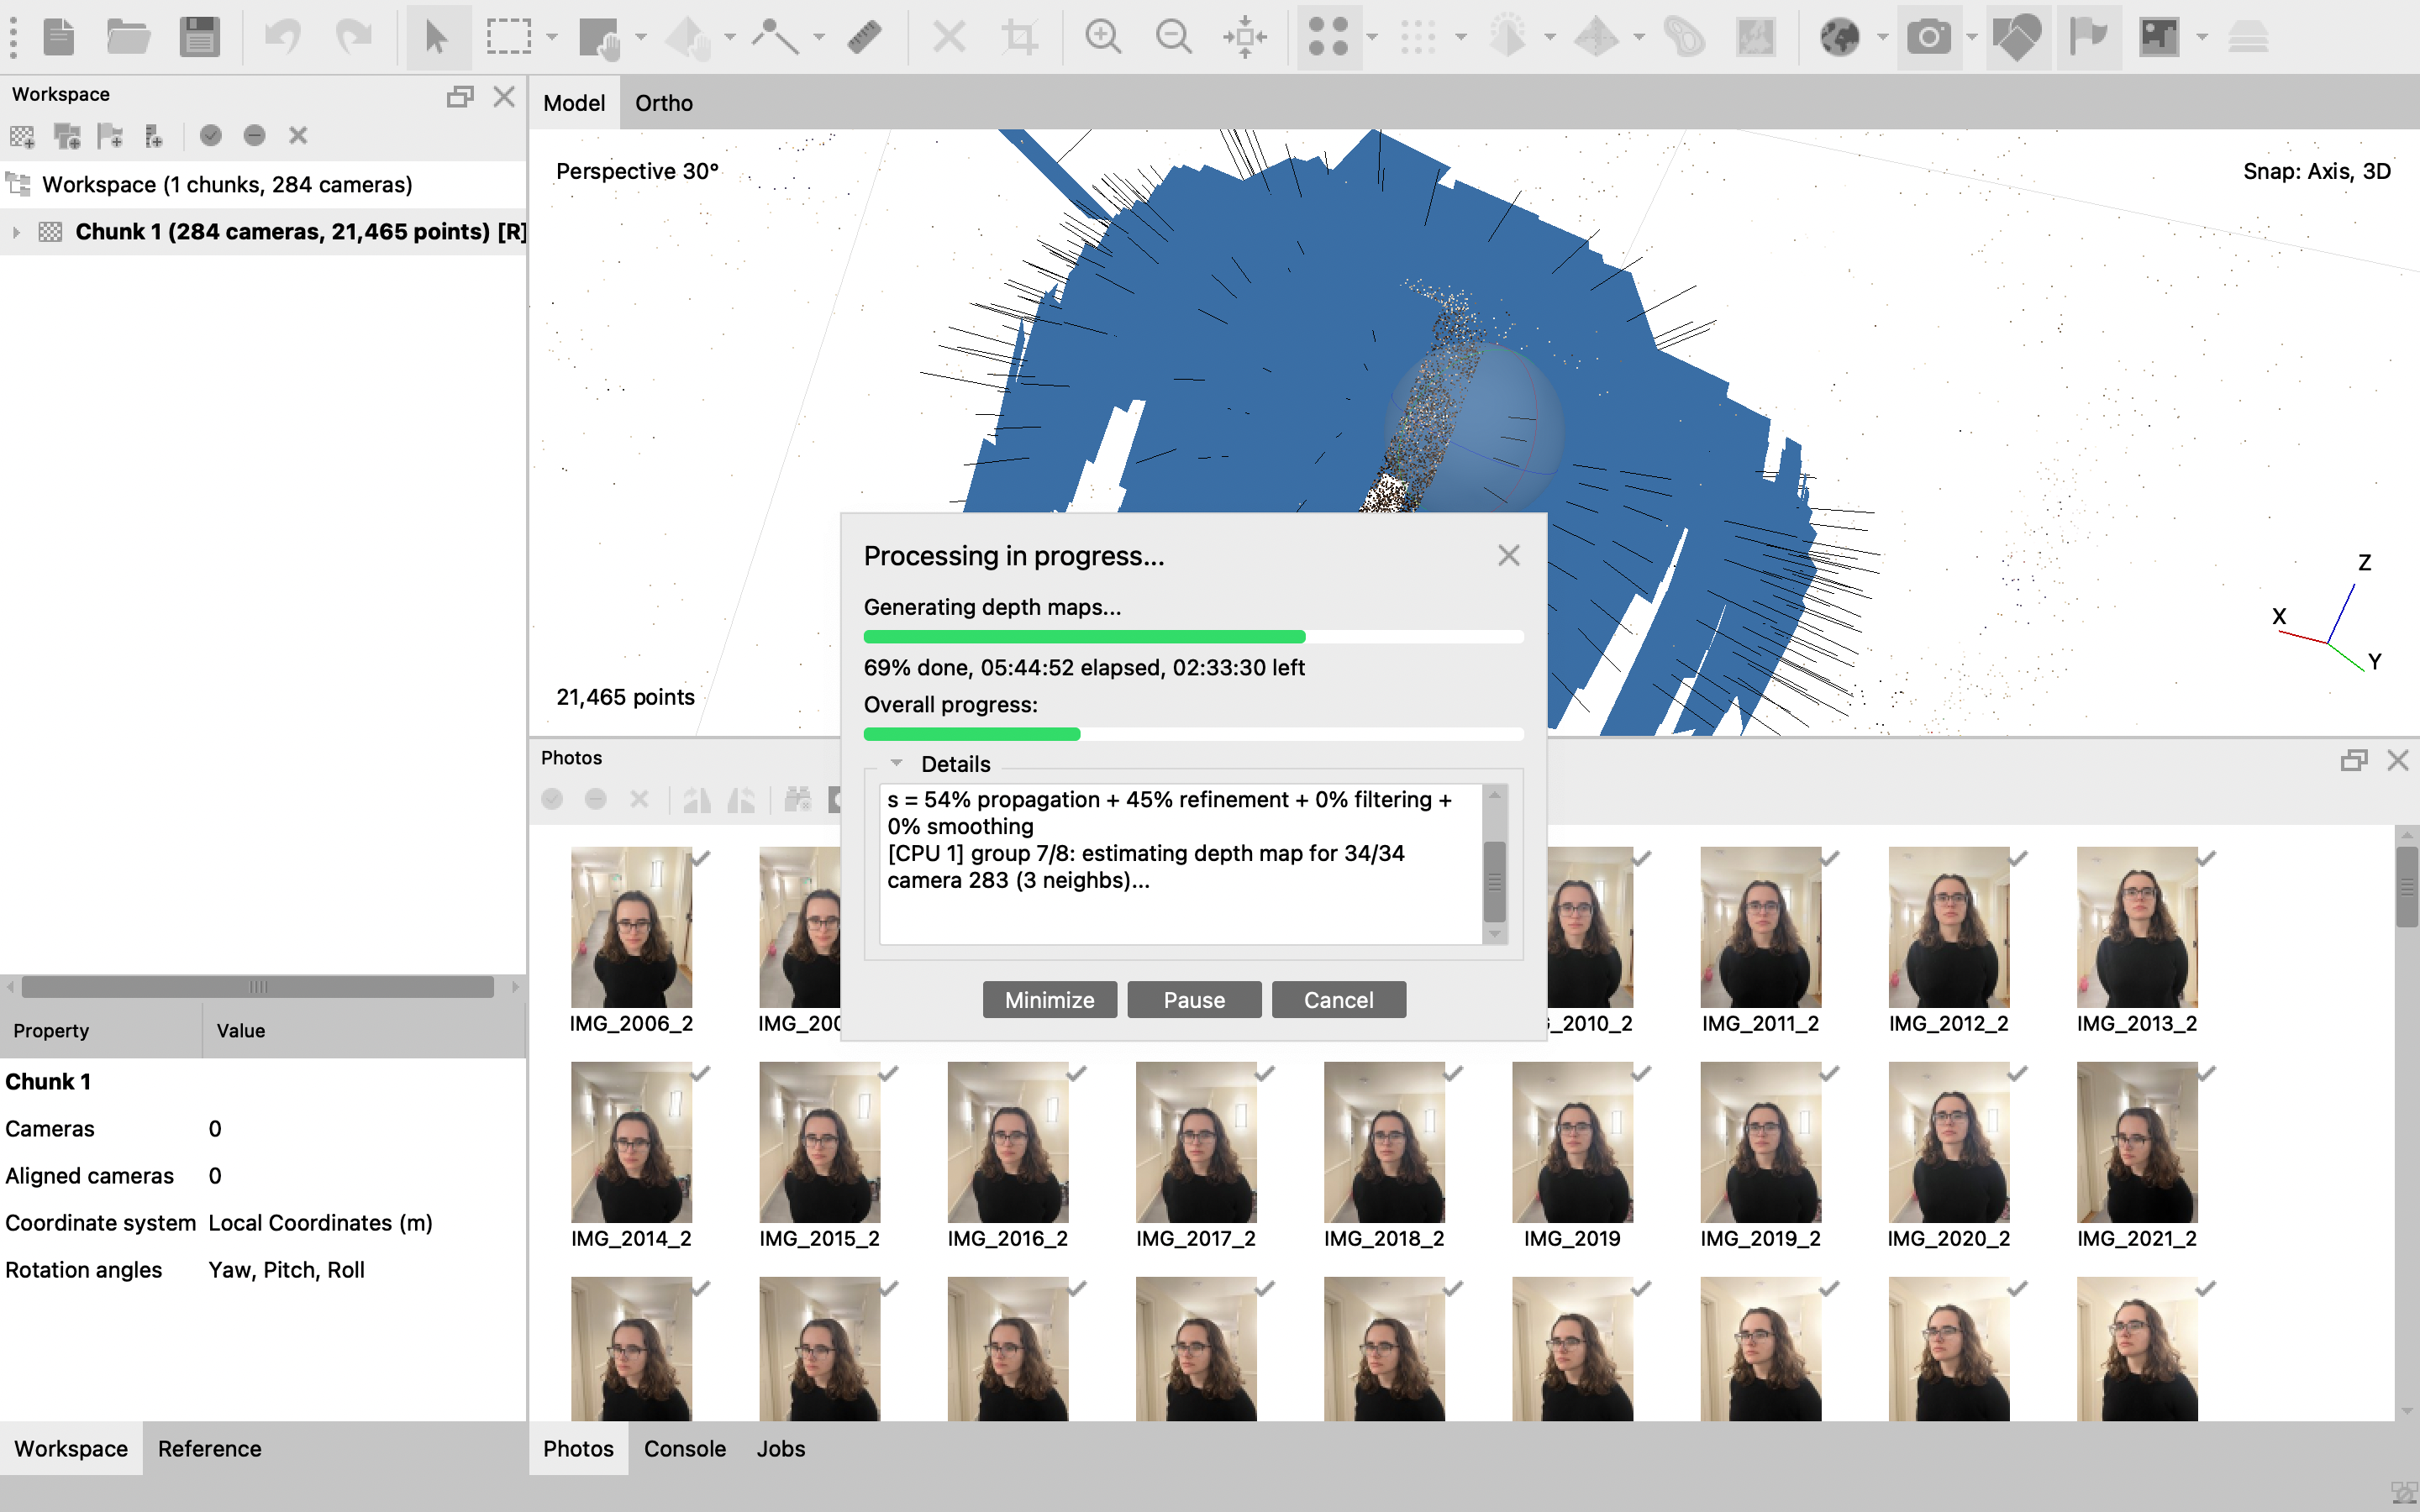 Workspace
Workspace (1 chunks, 284 cameras)
Chunk 1 (284 cameras, 21,465 points) [R]
Property Value
Chunk 1
Cameras 0
Aligned cameras 0
Coordinate system Local Coordinates (m)
Rotation angles Yaw, Pitch, Roll
Workspace Reference
Model Ortho
Perspective 30°
Snap: Axis, 3D
Z
X
Y
21,465 points
Processing in progress...
Generating depth maps...
69% done, 05:44:52 elapsed, 02:33:30 left
Overall progress:
Details
s = 54% propagation + 45% refinement + 0% filtering +
0% smoothing
[CPU 1] group 7/8: estimating depth map for 34/34
camera 283 (3 neighbs)...
Minimize Pause Cancel
Photos
IMG_2006_2 IMG_200 _2010_2 IMG_2011_2 IMG_2012_2 IMG_2013_2
IMG_2014_2 IMG_2015_2 IMG_2016_2 IMG_2017_2 IMG_2018_2 IMG_2019 IMG_2019_2 IMG_2020_2 IMG_2021_2
Photos Console Jobs